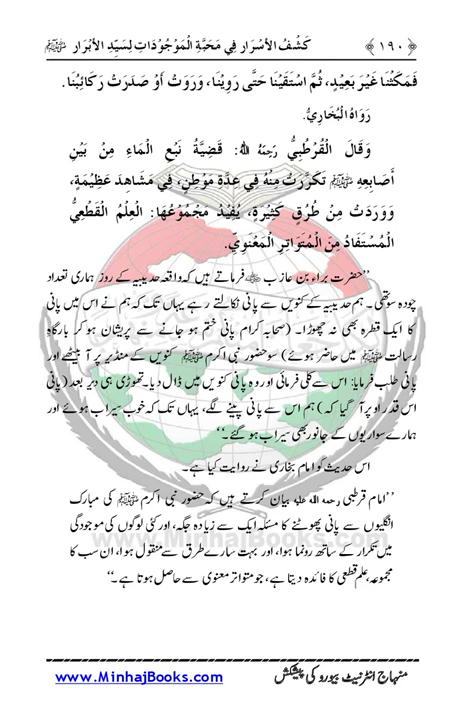 ﴿١٩٠﴾ كَشْفُ الْأَسْرَارِ فِي مَحَبَّةِ الْمَوْجُوْدَاتِ لِسَيِّدِ الْأَبْرَارِ ﷺ
فَمَكَثْنَا غَيْرَ بَعِيْدٍ، ثُمَّ اسْتَقَيْنَا حَتَّى رَوِيْنَا، وَرَوَتْ أَوْ صَدَرَتْ رَكَائِبُنَا.
رَوَاهُ الْبُخَارِيُّ.
وَقَالَ الْقُرْطُبِيُّ رَحِمَهُ اللهُ: قَضِيَّةُ نَبْعِ الْمَاءِ مِنْ بَيْنِ
أَصَابِعِهِ ﷺ تَكَرَّرَتْ مِنْهُ فِي عِدَّةِ مَوْطِنٍ، فِي مَشَاهِدَ عَظِيْمَةٍ،
وَوَرَدَتْ مِنْ طُرُقٍ كَثِيْرَةٍ، يُفِيْدُ مَجْمُوْعُهَا: الْعِلْمُ الْقَطْعِيُّ
الْمُسْتَفَادُ مِنَ الْمُتَوَاتِرِ الْمَعْنَوِيِّ.
’’حضرت براء بن عازب ؓ فرماتے ہیں کہ واقعہ حدیبیہ کے روز ہماری تعداد
چودہ سو تھی۔ ہم حدیبیہ کے کنویں سے پانی نکالتے رہے یہاں تک کہ ہم نے اس میں پانی
کا ایک قطرہ بھی نہ چھوڑا۔ (صحابہ کرام پانی ختم ہو جانے سے پریشان ہو کر بارگاہِ
رسالت ﷺ میں حاضر ہوئے) سو حضور نبی اکرم ﷺ کنویں کے منڈیر پر آ بیٹھے اور
پانی طلب فرمایا: اس سے کلی فرمائی اور وہ پانی کنویں میں ڈال دیا۔ تھوڑی ہی دیر بعد (پانی
اس قدر اوپر آ گیا کہ) ہم اس سے پانی پینے لگے، یہاں تک کہ خوب سیراب ہوئے اور
ہمارے سواریوں کے جانور بھی سیراب ہو گئے۔‘‘
اس حدیث کو امام بخاری نے روایت کیا ہے۔
’’امام قرطبی رحمہ اللہ علیہ بیان کرتے ہیں کہ حضور نبی اکرم ﷺ کی مبارک
انگلیوں سے پانی پھوٹنے کا مسئلہ ایک سے زیادہ جگہ، اور کئی لوگوں کی موجودگی
میں تکرار کے ساتھ رونما ہوا، اور بہت سارے طرق سے منقول ہوا، ان سب کا
مجموعہ، علم قطعی کا فائدہ دیتا ہے، جو متواتر معنوی سے حاصل ہوتا ہے۔‘‘
www.MinhajBooks.com
منہاج انٹرنیٹ بیورو کی پیشکش www.MinhajBooks.com